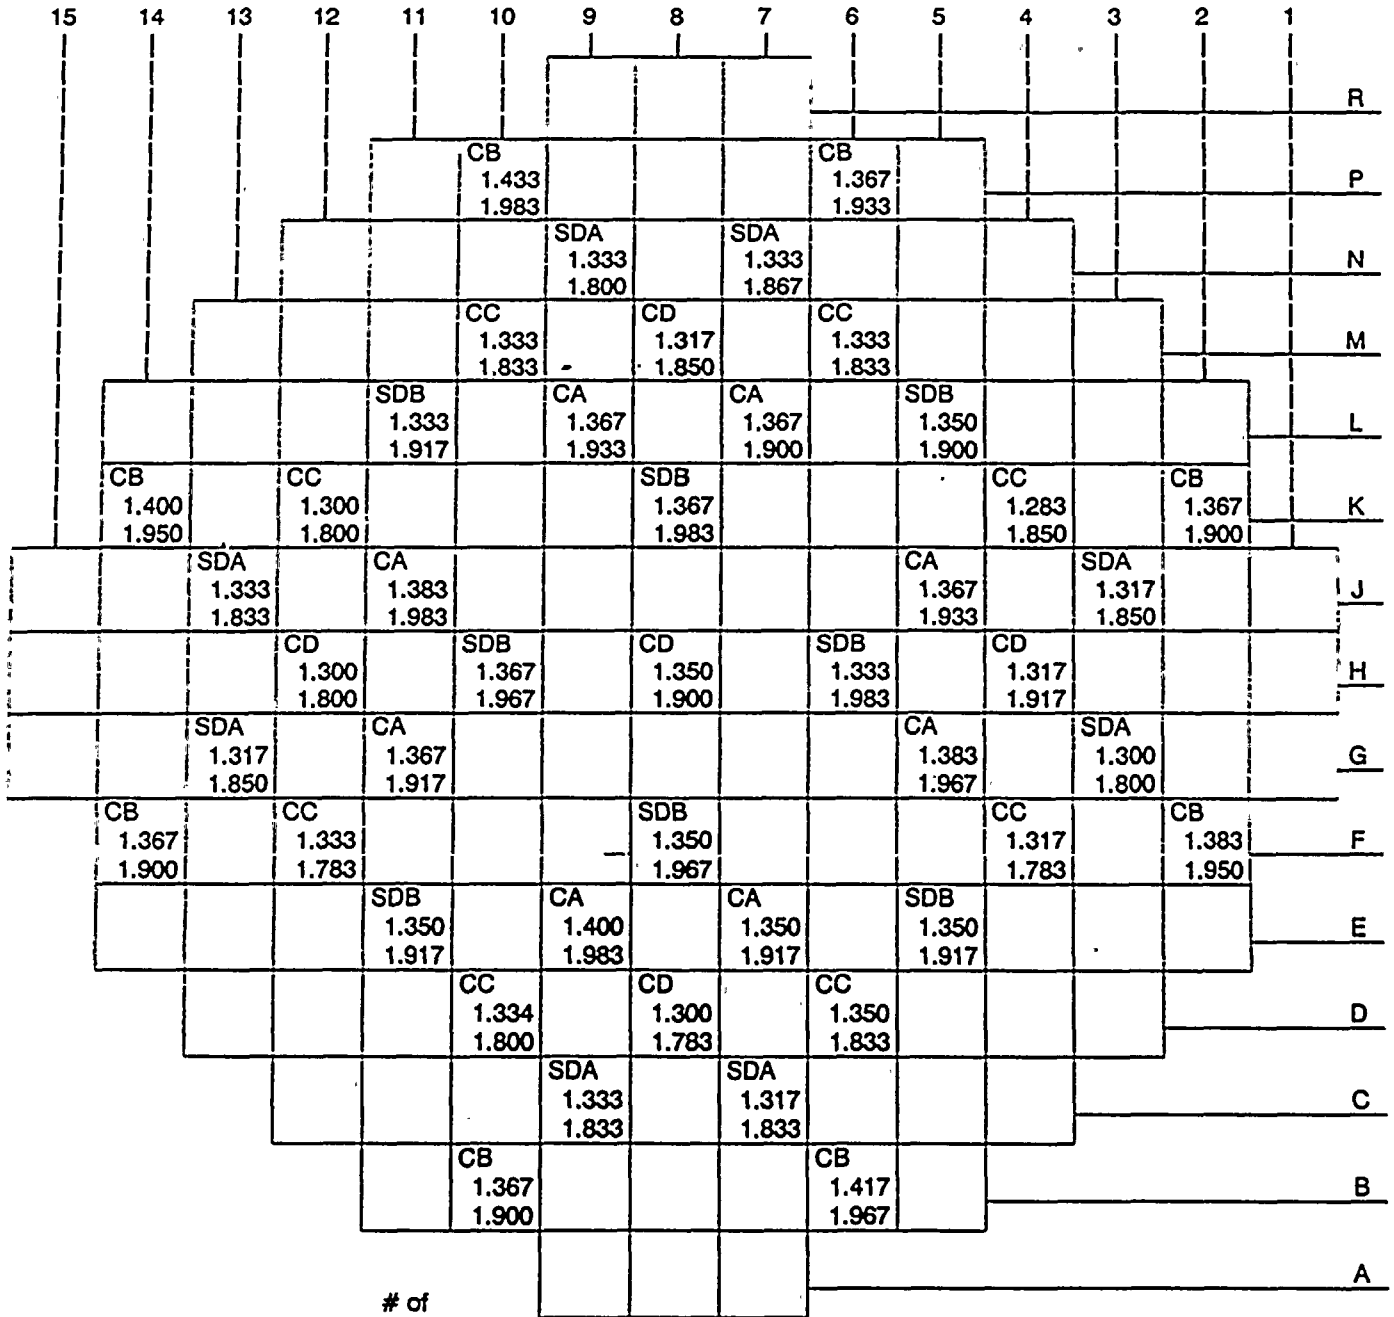 15 14 13 12 11 10 9 8 7 6 5 4 3 2 1
R
CB CB
1.433 1.367 P
1.983 1.933
SDA SDA
1.333 1.333 N
1.800 1.867
CC CD CC
1.333 1.317 1.333 M
1.833 1.850 1.833
SDB CA CA SDB
1.333 1.367 1.367 1.350 L
1.917 1.933 1.900 1.900
CB CC SDB CC CB
1.400 1.300 1.367 1.283 1.367 K
1.950 1.800 1.983 1.850 1.900
SDA CA CA SDA
1.333 1.383 1.367 1.317 J
1.833 1.983 1.933 1.850
CD SDB CD SDB CD
1.300 1.367 1.350 1.333 1.317 H
1.800 1.967 1.900 1.983 1.917
SDA CA CA SDA
1.317 1.367 1.383 1.300 G
1.850 1.917 1.967 1.800
CB CC SDB CC CB
1.367 1.333 1.350 1.317 1.383 F
1.900 1.783 1.967 1.783 1.950
SDB CA CA SDB
1.350 1.400 1.350 1.350 E
1.917 1.983 1.917 1.917
CC CD CC
1.334 1.300 1.350 D
1.800 1.783 1.833
SDA SDA
1.333 1.317 C
1.833 1.833
CB CB
1.367 1.417 B
1.900 1.967
A
# of